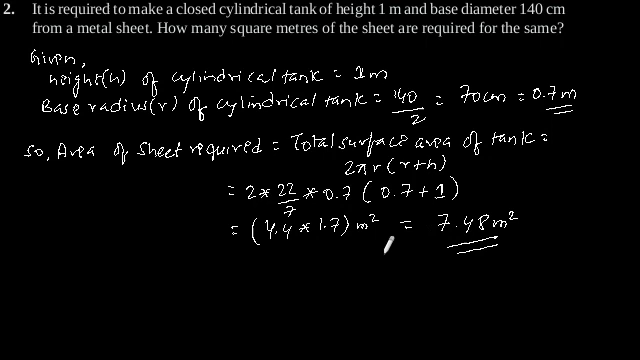 2. It is required to make a closed cylindrical tank of height 1 m and base diameter 140 cm
from a metal sheet. How many square metres of the sheet are required for the same?
Given,
height(h) of cylindrical tank = 1m
Base radius(r) of cylindrical tank = 140/2 = 70cm = 0.7m
So, Area of sheet required = Total surface area of tank =
2πr(r+h)
= 2*22/7*0.7(0.7+1)
= (4.4*1.7)m² = 7.48m²